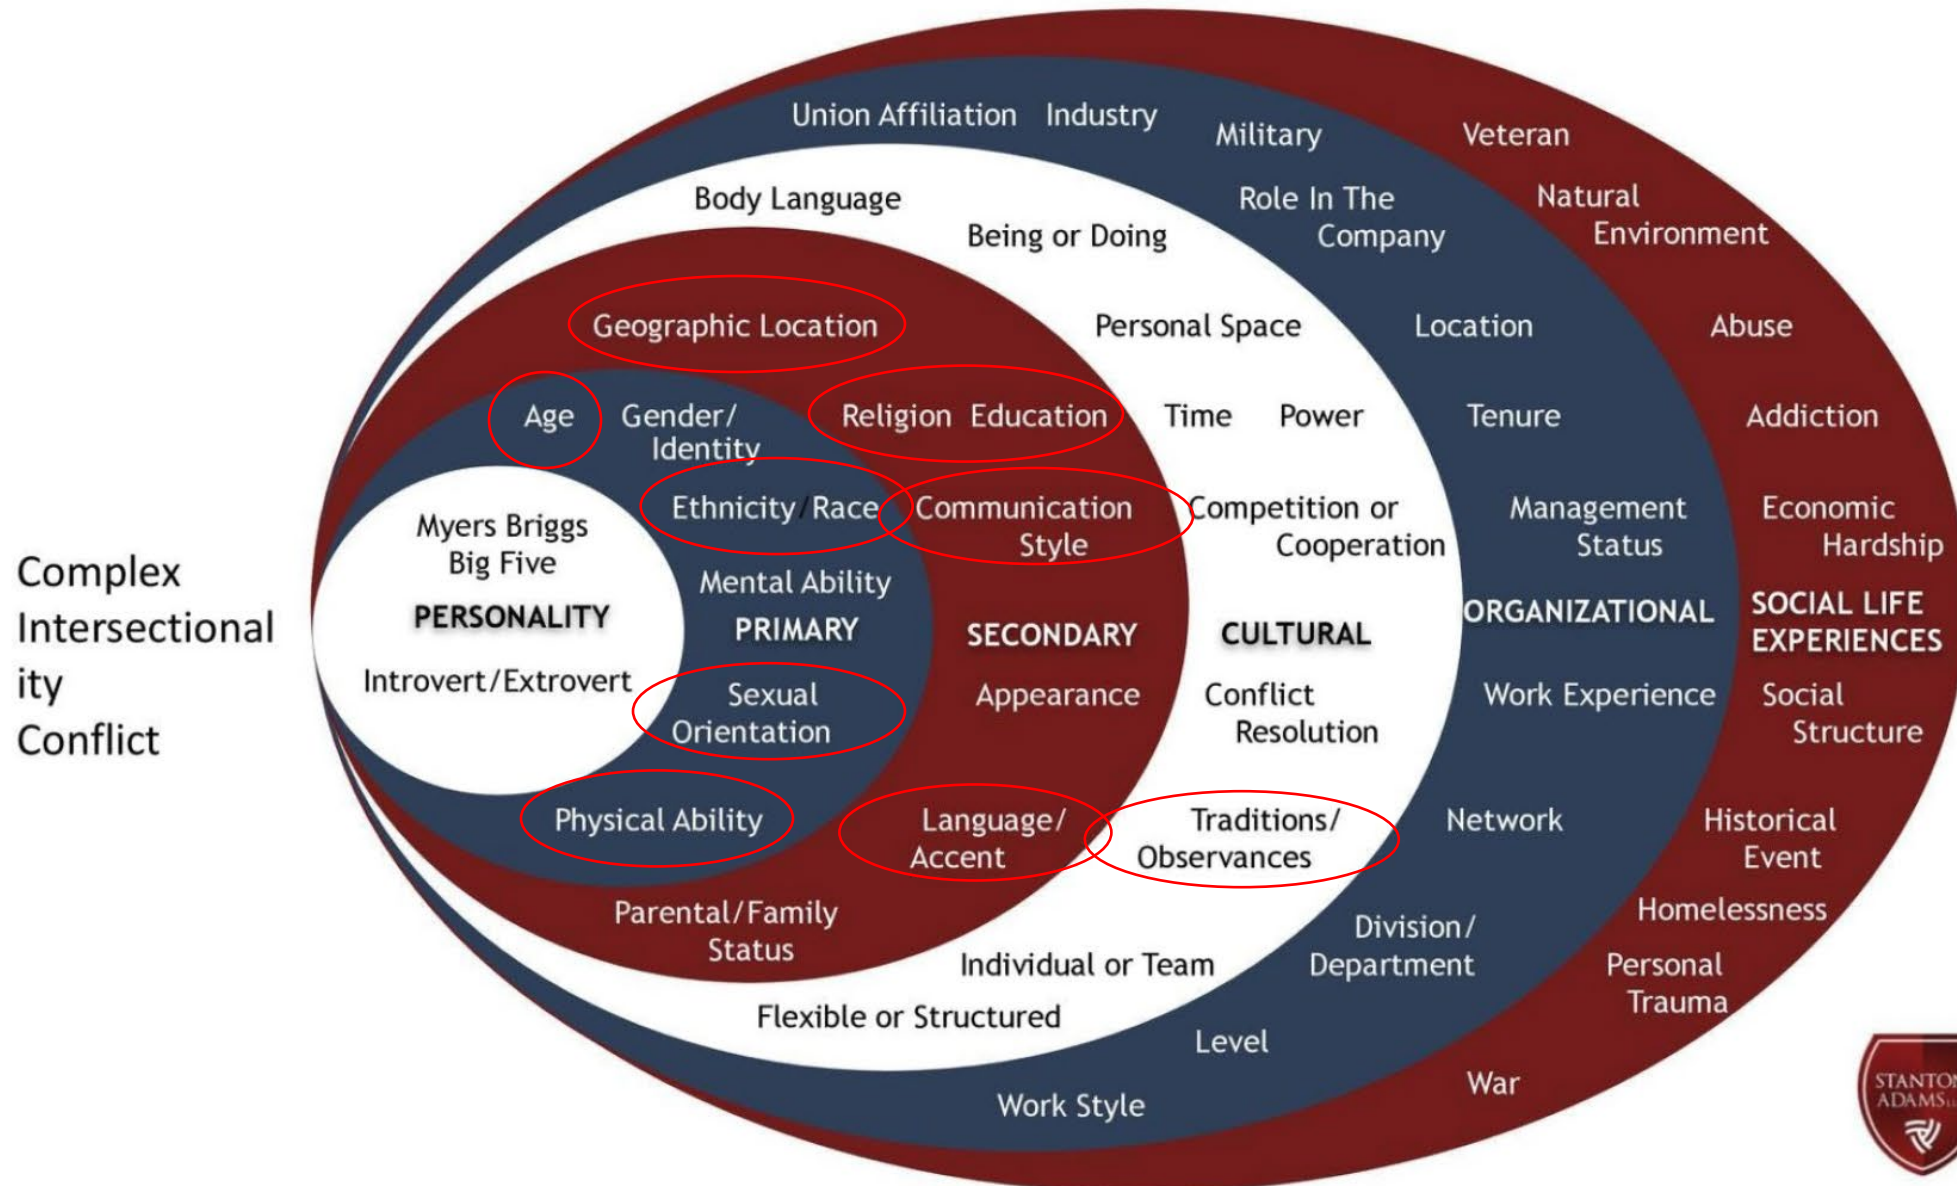 Union Affiliation Industry
Military
Veteran
Body Language
Role In The
Company
Natural
Environment
Being or Doing
Geographic Location
Personal Space
Location
Abuse
Age
Gender/
Identity
Religion Education
Time Power
Tenure
Addiction
Myers Briggs
Big Five
Ethnicity/Race
Communication
Style
Competition or
Cooperation
Management
Status
Economic
Hardship
Complex
Intersectional
ity
Conflict
Mental Ability
PERSONALITY
PRIMARY
SECONDARY
CULTURAL
ORGANIZATIONAL
SOCIAL LIFE
EXPERIENCES
Introvert/Extrovert
Sexual
Orientation
Appearance
Conflict
Resolution
Work Experience
Social
Structure
Physical Ability
Language/
Accent
Traditions/
Observances
Network
Historical
Event
Parental/Family
Status
Homelessness
Division/
Department
Individual or Team
Personal
Trauma
Flexible or Structured
Level
War
Work Style
STANTON
ADAMS